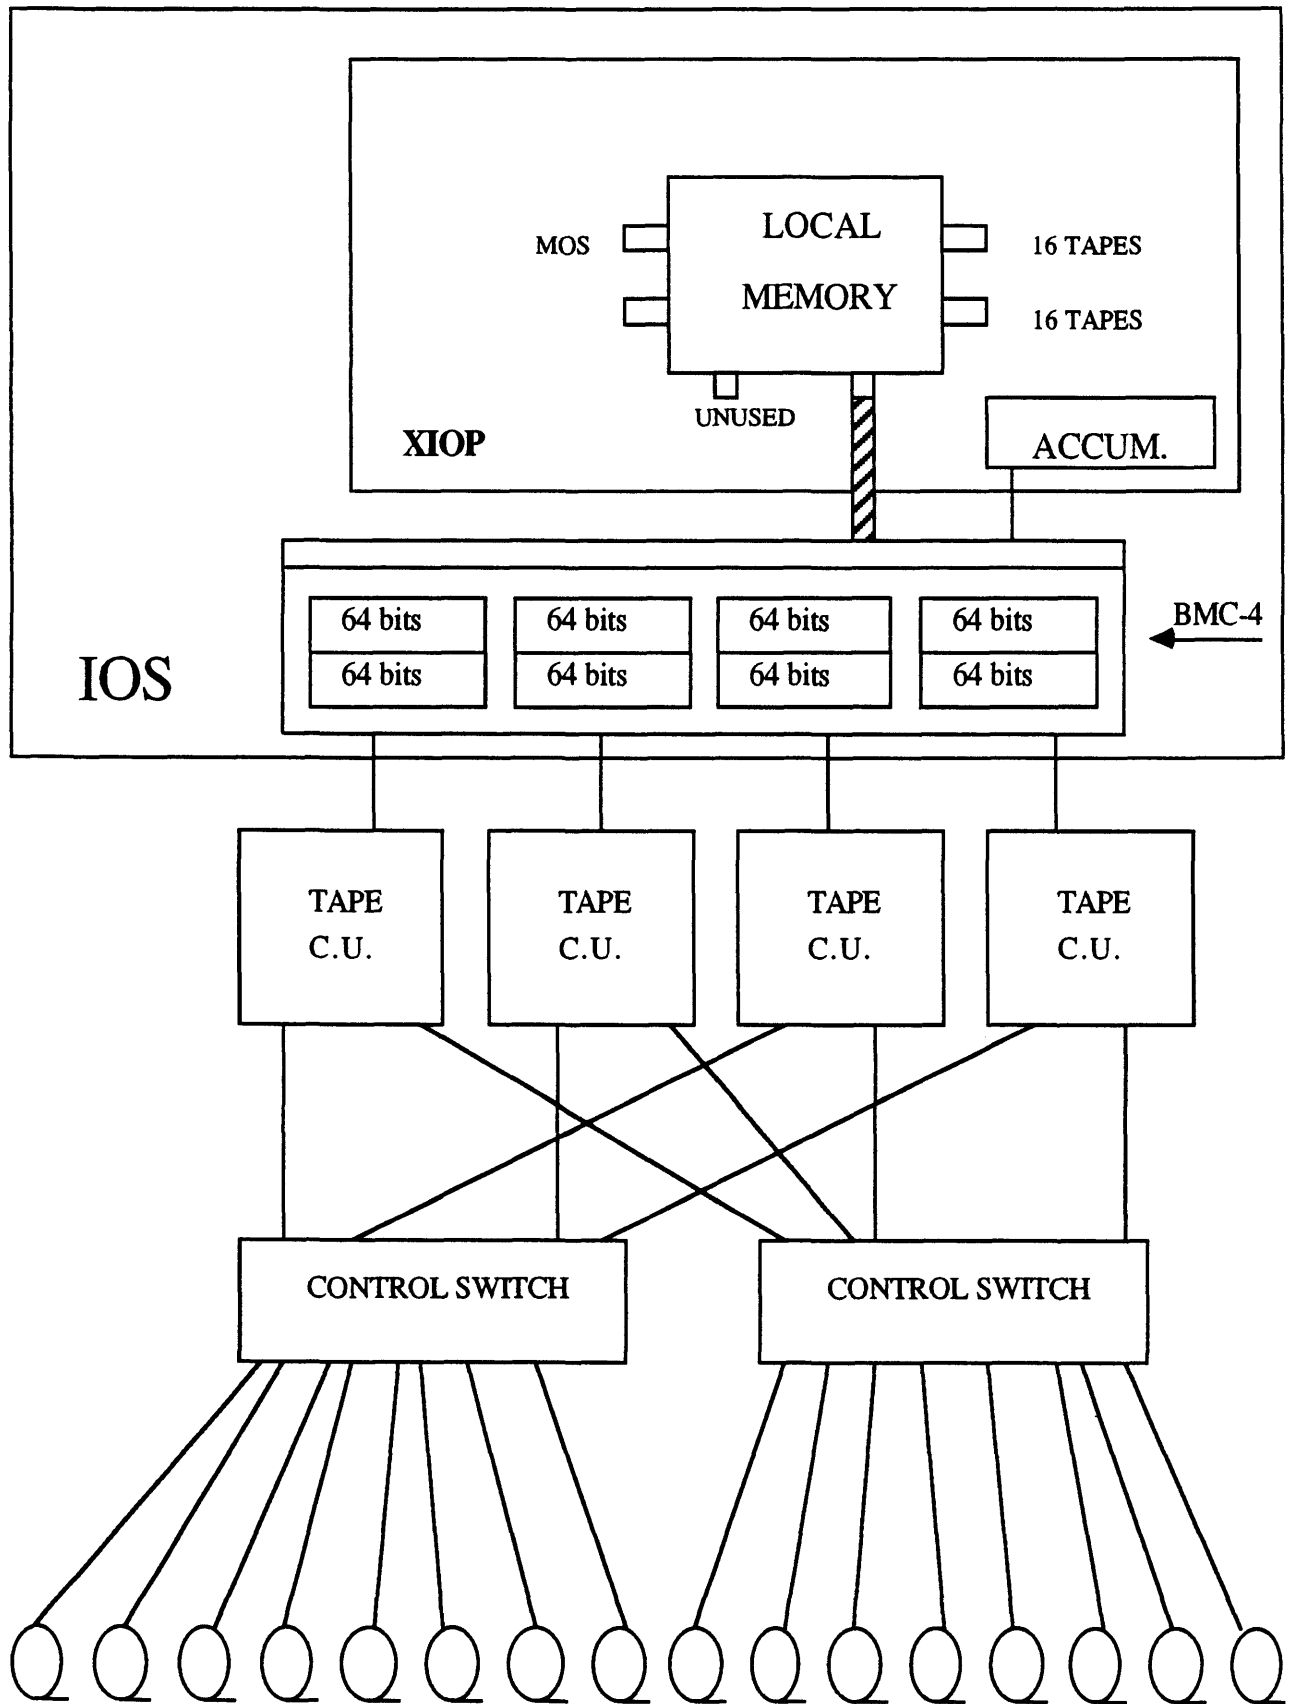 LOCAL
MOS
16 TAPES
MEMORY
16 TAPES
UNUSED
XIOP
ACCUM.
64 bits
64 bits
64 bits
64 bits
BMC-4
64 bits
64 bits
64 bits
64 bits
IOS
TAPE
C.U.
TAPE
C.U.
TAPE
C.U.
TAPE
C.U.
CONTROL SWITCH
CONTROL SWITCH